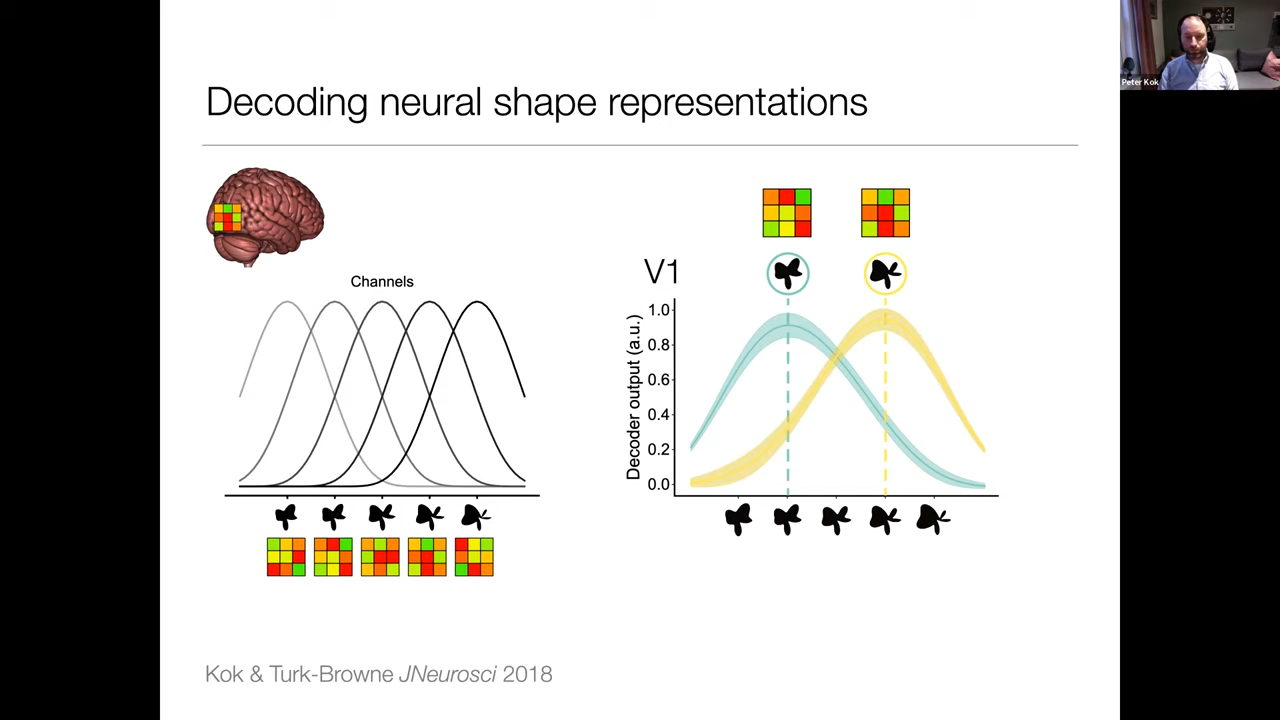 Decoding neural shape representations
Peter Kok
Channels
V1
Decoder output (a.u.)
1.0
0.8
0.6
0.4
0.2
0.0
Kok & Turk-Browne JNeurosci 2018